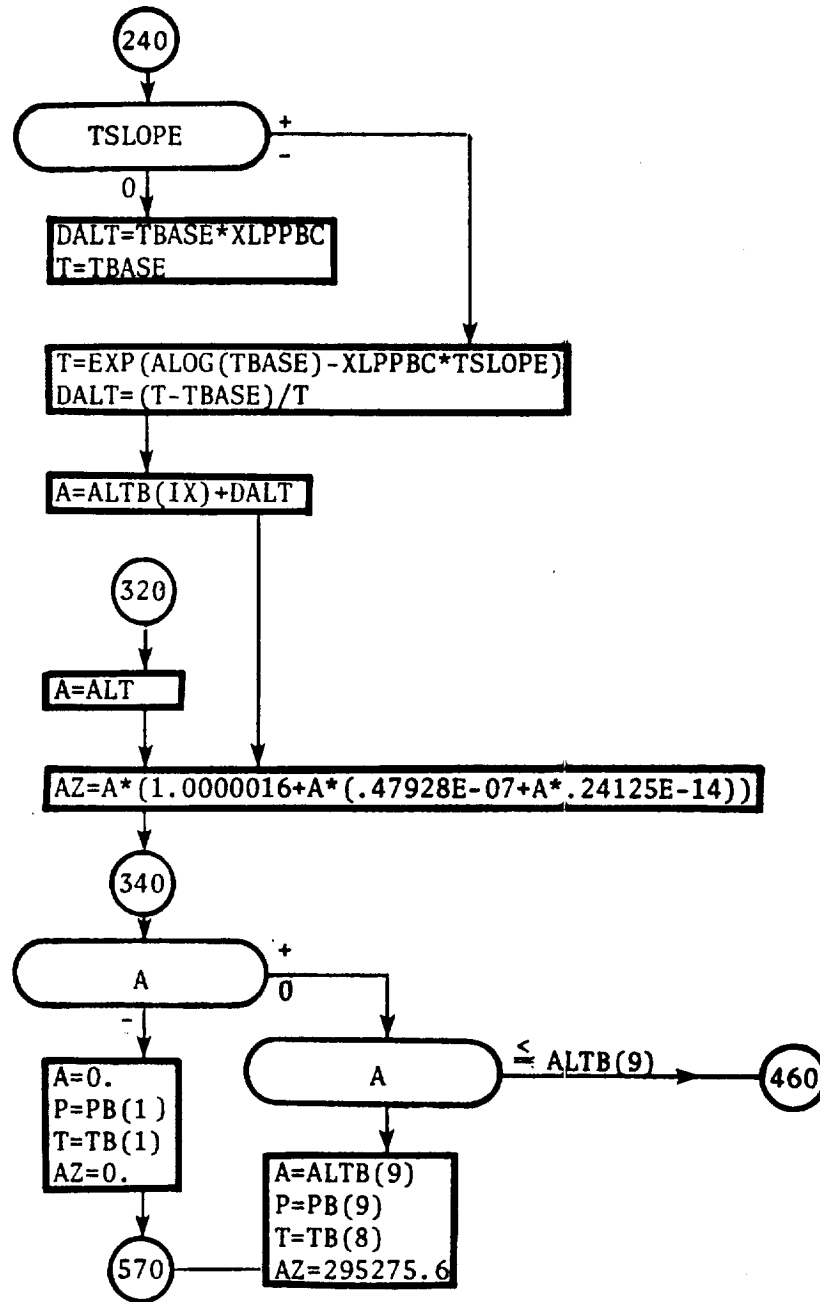 240
TSLOPE
+
-
0
DALT=TBASE*XLPPBC
T=TBASE
T=EXP(ALOG(TBASE)-XLPPBC*TSLOPE)
DALT=(T-TBASE)/T
A=ALTB(IX)+DALT
320
A=ALT
AZ=A*(1.0000016+A*(.47928E-07+A*.24125E-14))
340
A
+
0
-
A
≦ ALTB(9)
460
A=0.
P=PB(1)
T=TB(1)
AZ=0.
A=ALTB(9)
P=PB(9)
T=TB(8)
AZ=295275.6
570